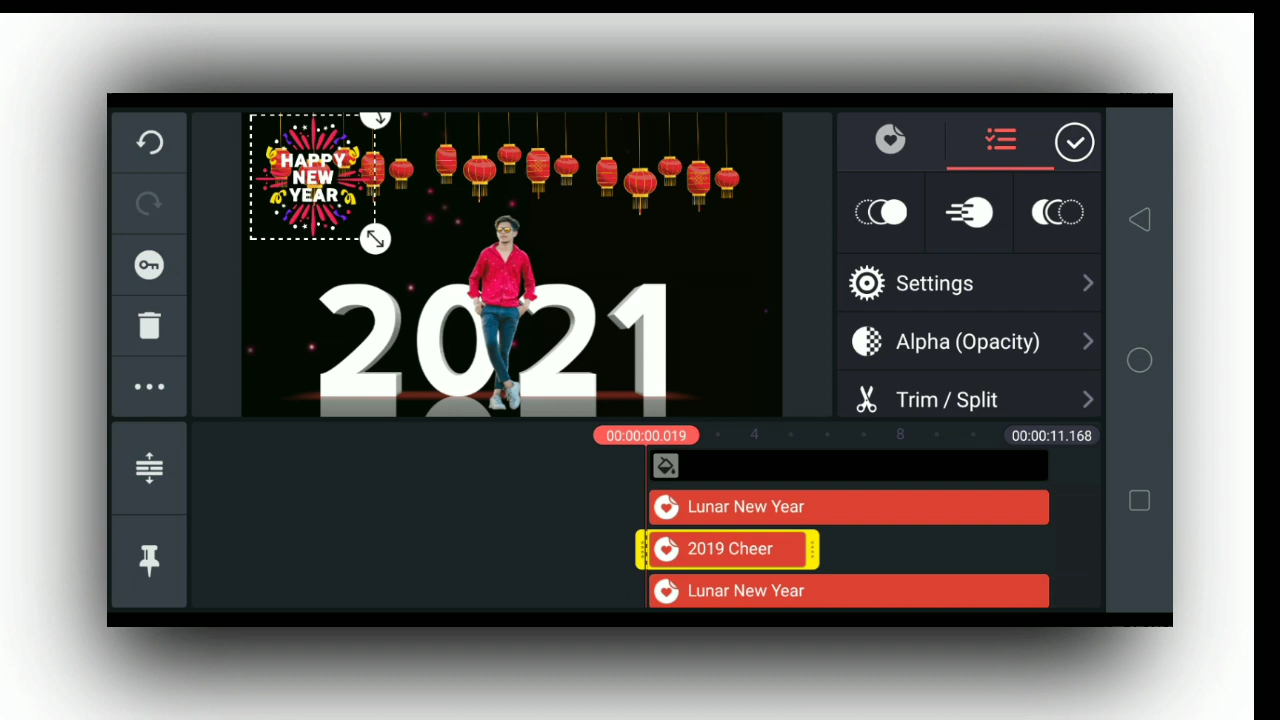 HAPPY
NEW
YEAR
2021
Settings
Alpha (Opacity)
Trim / Split
00:00:00.019
4
8
00:00:11.168
Lunar New Year
2019 Cheer
Lunar New Year